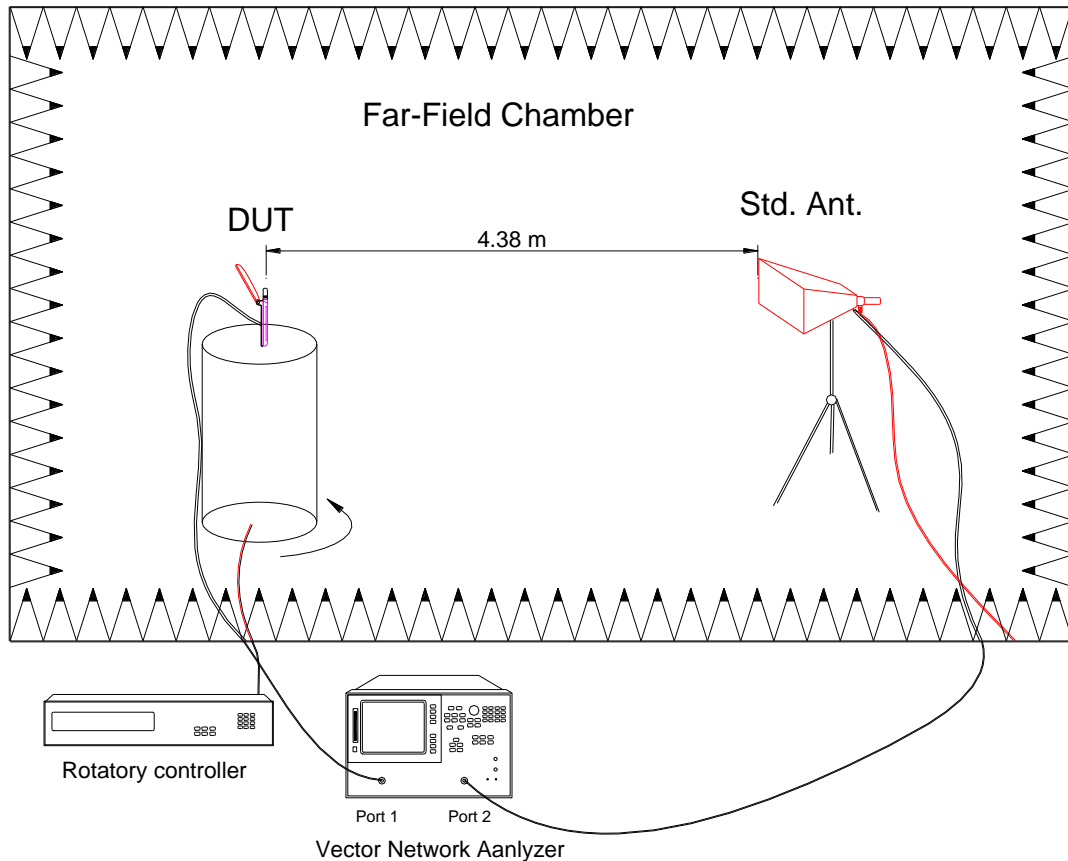 Far-Field Chamber
DUT
Std. Ant.
4.38 m
Rotatory controller
Port 1
Port 2
Vector Network Aanlyzer